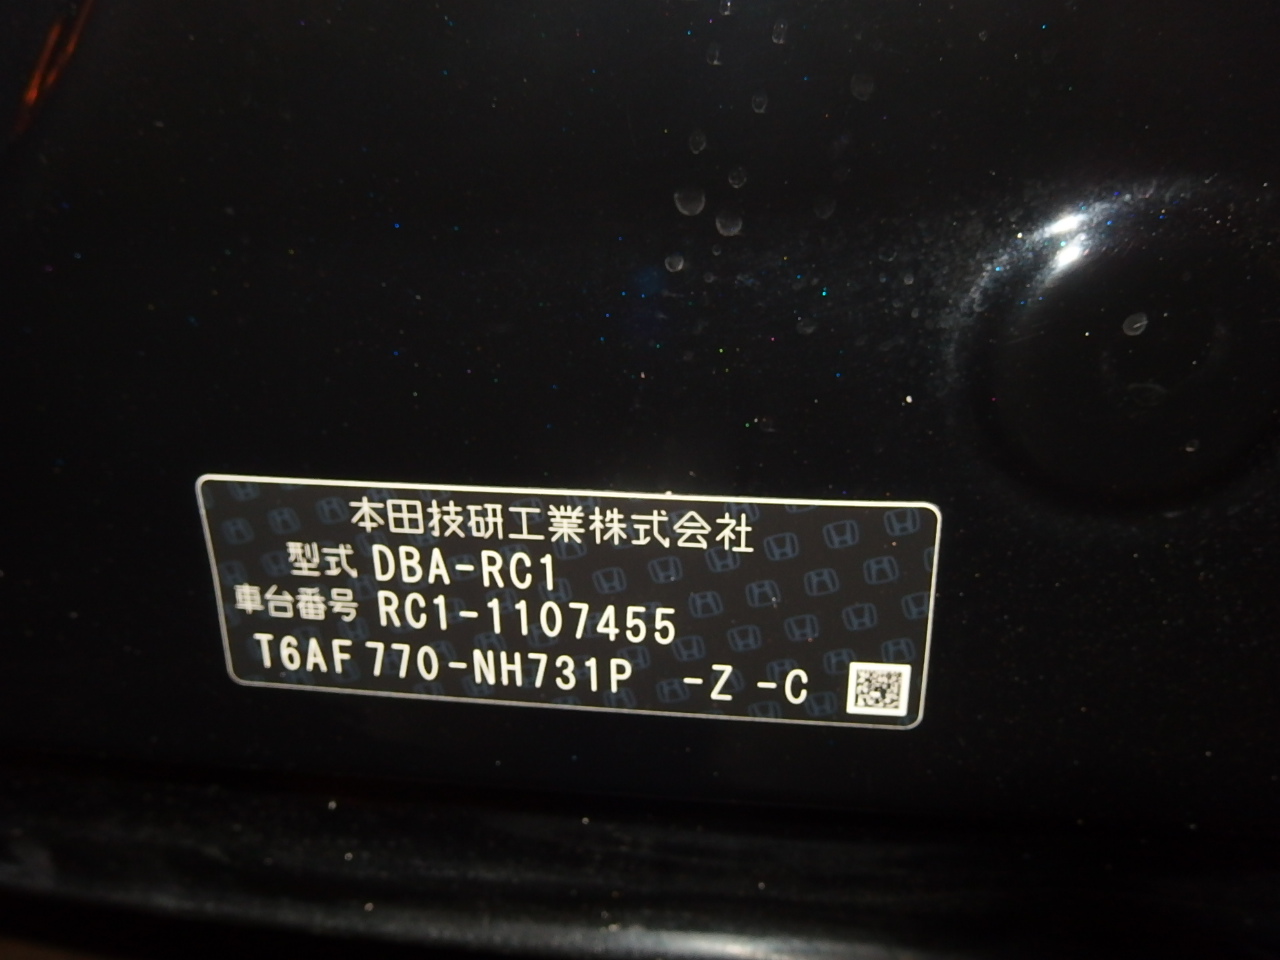 本田技研工業株式会社
型式 DBA-RC1
車台番号 RC1-1107455
T6AF 770-NH731P -Z -C